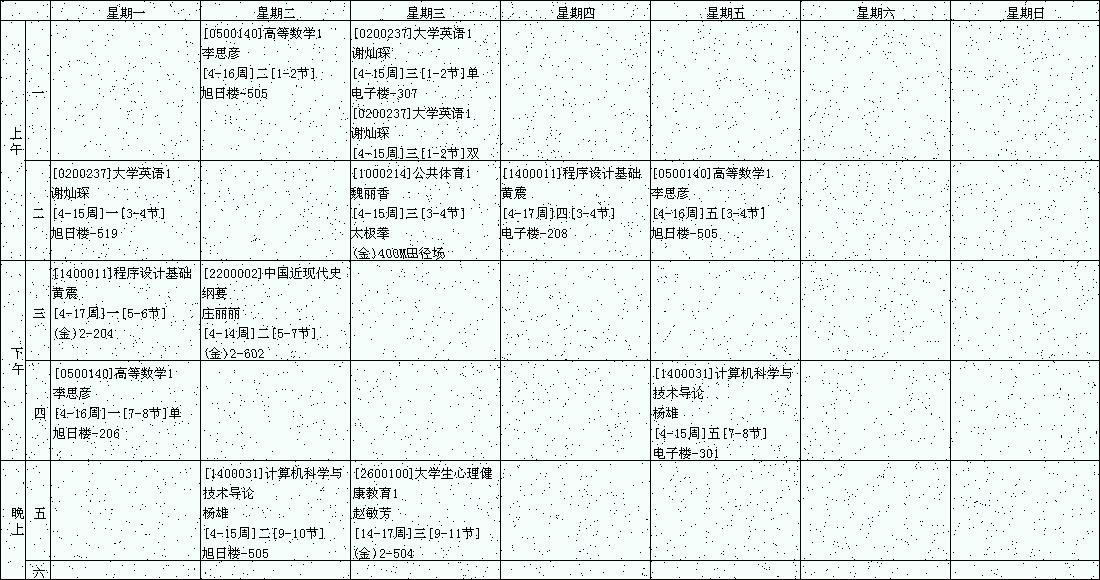 星期一 星期二 星期三 星期四 星期五 星期六 星期日
上午
一
[0500140]高等数学1
李思彦
[4-16周]二[1-2节]
旭日楼-505
[0200237]大学英语1
谢灿琛
[4-15周]三[1-2节]单
电子楼-307
[0200237]大学英语1
谢灿琛
[4-15周]三[1-2节]双
二
[0200237]大学英语1
谢灿琛
[4-15周]一[3-4节]
旭日楼-519
[1000214]公共体育1
魏丽香
[4-15周]三[3-4节]
太极拳
(金)400M田径场
[1400011]程序设计基础
黄震
[4-17周]四[3-4节]
电子楼-208
[0500140]高等数学1
李思彦
[4-16周]五[3-4节]
旭日楼-505
下午
三
[1400011]程序设计基础
黄震
[4-17周]一[5-6节]
(金)2-204
[2200002]中国近现代史
纲要
庄丽丽
[4-14周]二[5-7节]
(金)2-602
四
[0500140]高等数学1
李思彦
[4-16周]一[7-8节]单
旭日楼-206
[1400031]计算机科学与
技术导论
杨雄
[4-15周]五[7-8节]
电子楼-301
晚上
五
[1400031]计算机科学与
技术导论
杨雄
[4-15周]二[9-10节]
旭日楼-505
[2600100]大学生心理健
康教育1
赵敏芳
[14-17周]三[9-11节]
(金)2-504
六